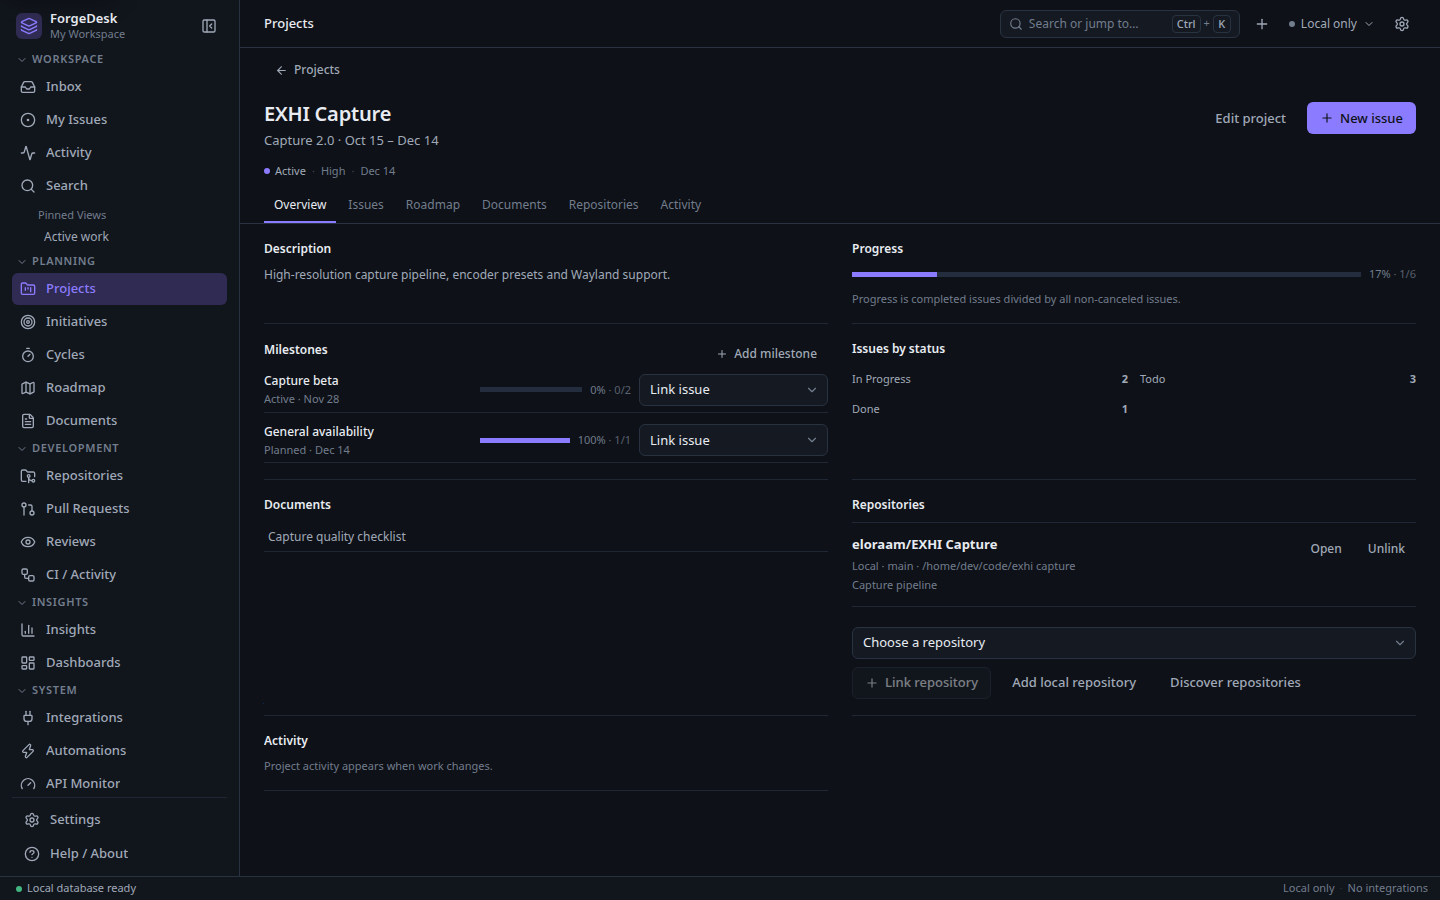 ForgeDesk
My Workspace
WORKSPACE
Inbox
My Issues
Activity
Search
Pinned Views
Active work
PLANNING
Projects
Initiatives
Cycles
Roadmap
Documents
DEVELOPMENT
Repositories
Pull Requests
Reviews
CI / Activity
INSIGHTS
Insights
Dashboards
SYSTEM
Integrations
Automations
API Monitor
Settings
Help / About
Projects
Search or jump to...
Ctrl + K
Local only
Projects
EXHI Capture
Capture 2.0 · Oct 15 – Dec 14
Active · High · Dec 14
Edit project
New issue
Overview Issues Roadmap Documents Repositories Activity
Description
High-resolution capture pipeline, encoder presets and Wayland support.
Progress
17% · 1/6
Progress is completed issues divided by all non-canceled issues.
Milestones
Add milestone
Capture beta
Active · Nov 28
0% · 0/2
Link issue
General availability
Planned · Dec 14
100% · 1/1
Link issue
Issues by status
In Progress 2
Todo 3
Done 1
Documents
Capture quality checklist
Repositories
eloraam/EXHI Capture
Local · main · /home/dev/code/exhi capture
Capture pipeline
Open
Unlink
Choose a repository
Link repository
Add local repository
Discover repositories
Activity
Project activity appears when work changes.
Local database ready
Local only · No integrations